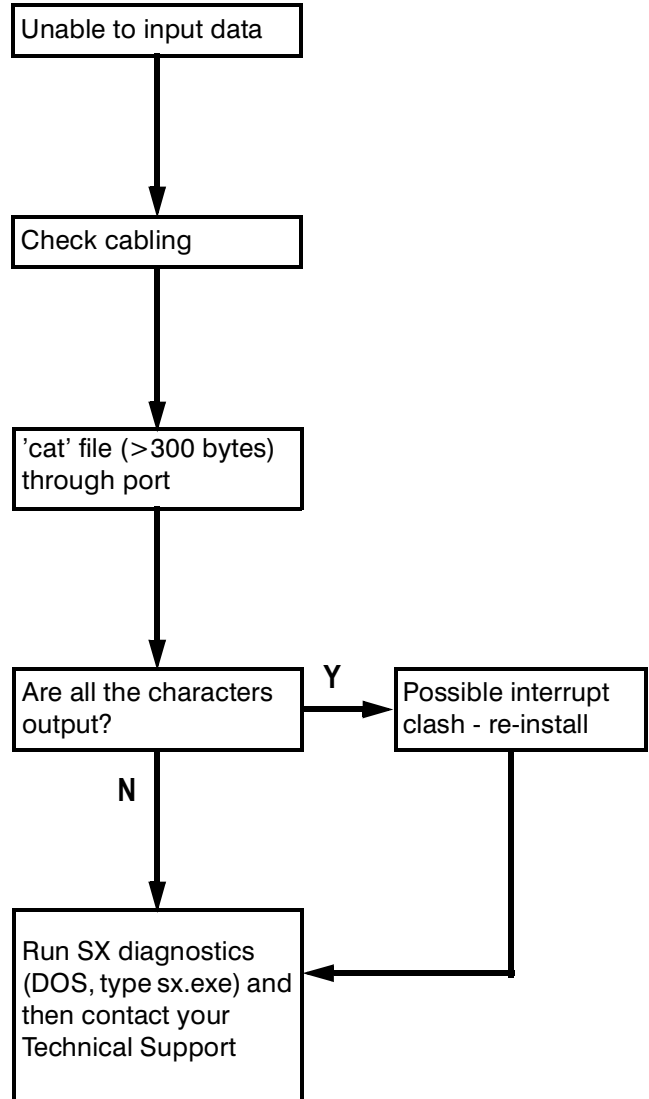 Unable to input data
Check cabling
’cat’ file (>300 bytes)
through port
Are all the characters
output?
Y
Possible interrupt
clash - re-install
N
Run SX diagnostics
(DOS, type sx.exe) and
then contact your
Technical Support